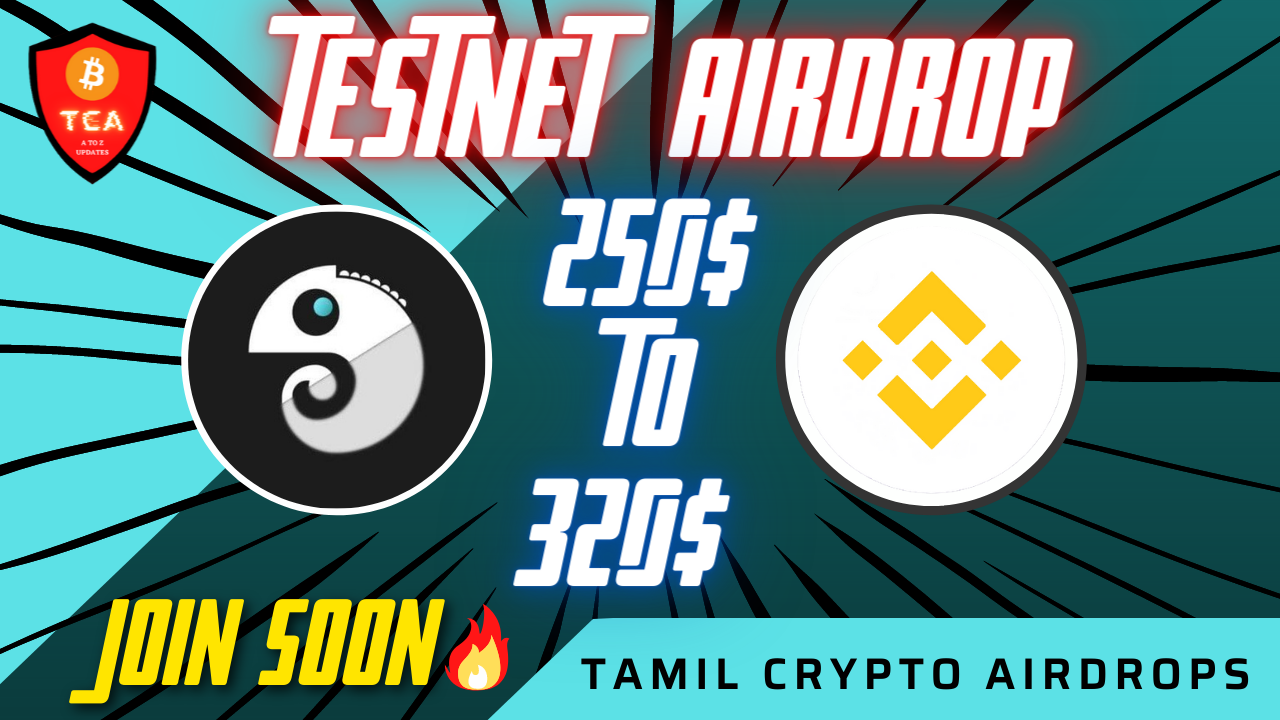 TESTNET AIRDROP
TCA
A TO Z
UPDATES
250$
TO
320$
JOIN SOON
TAMIL CRYPTO AIRDROPS